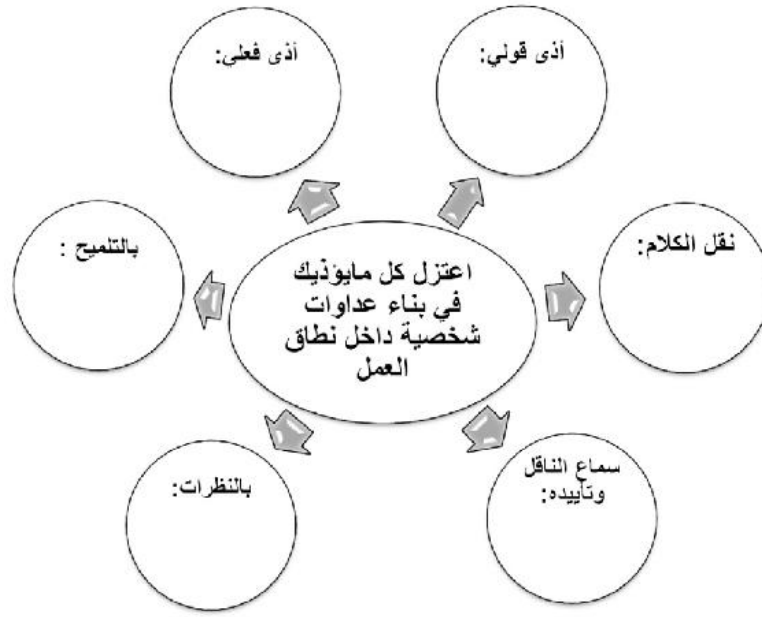 أذى قولي:
أذى فعلي:
نقل الكلام:
بالتلميح :
اعتزل كل مايؤذيك
في بناء عداوات
شخصية داخل نطاق
العمل
سماع الناقل
وتاييده:
بالنظرات: